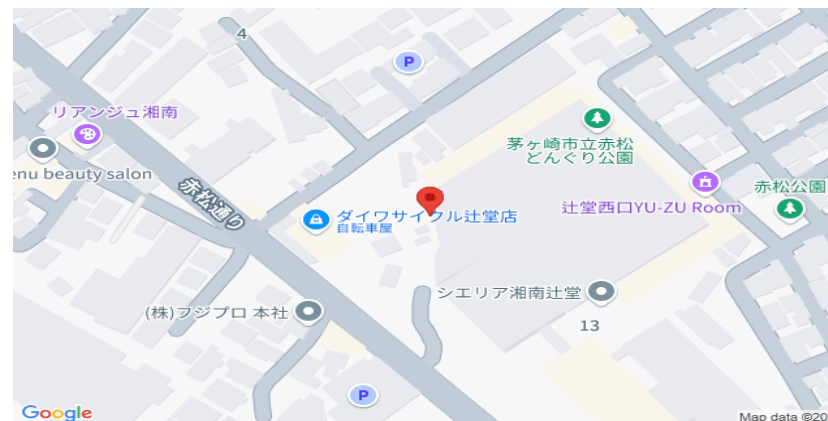 4
P
リアンジュ湘南
enu beauty salon
赤松通り
茅ヶ崎市立赤松
どんぐり公園
辻堂西口YU-ZU Room
赤松公園
ダイワサイクル辻堂店
自転車屋
シエリア湘南辻堂
13
(株)フジプロ 本社
P
Google
Map data ©20